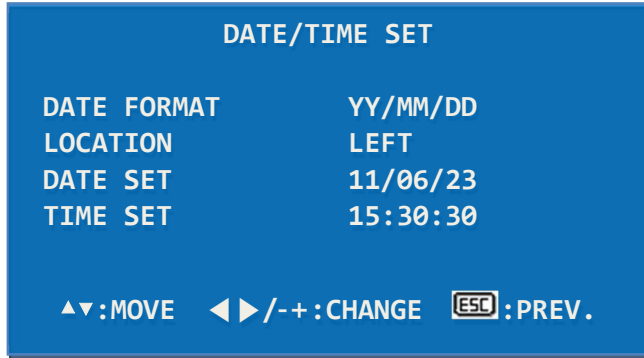 DATE/TIME SET
DATE FORMAT YY/MM/DD
LOCATION LEFT
DATE SET 11/06/23
TIME SET 15:30:30
▲▼:MOVE ◀▶/-+:CHANGE ESC:PREV.